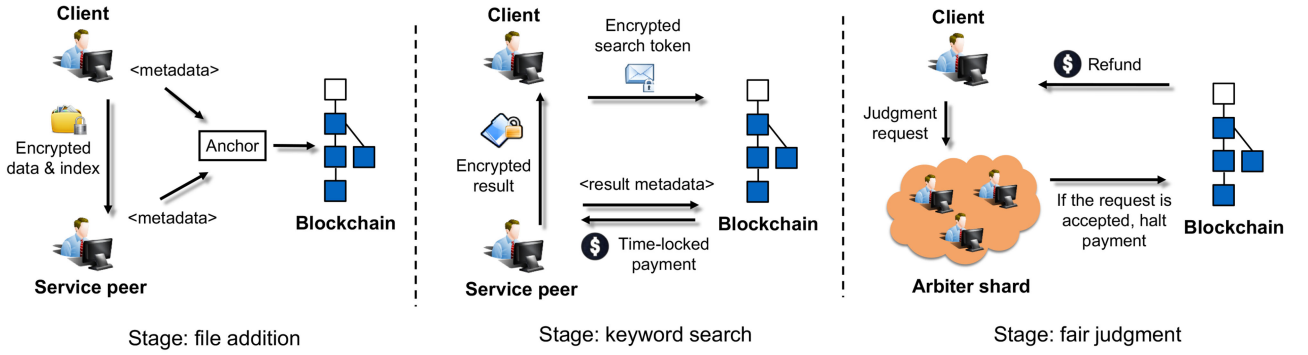 Client
<metadata>
Encrypted
data & index
Anchor
<metadata>
Blockchain
Service peer
Stage: file addition
Client
Encrypted
search token
Encrypted
result
<result metadata>
Blockchain
$ Time-locked
payment
Service peer
Stage: keyword search
Client
$ Refund
Judgment
request
If the request is
accepted, halt
payment
Blockchain
Arbiter shard
Stage: fair judgment